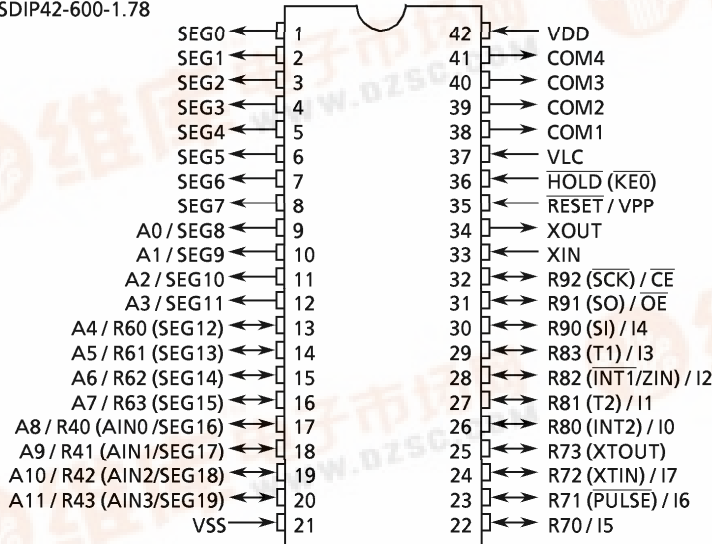 SDIP42-600-1.78
SEG0 1 42 VDD
SEG1 2 41 COM4
SEG2 3 40 COM3
SEG3 4 39 COM2
SEG4 5 38 COM1
SEG5 6 37 VLC
SEG6 7 36 HOLD (KE0)
SEG7 8 35 RESET / VPP
A0 / SEG8 9 34 XOUT
A1 / SEG9 10 33 XIN
A2 / SEG10 11 32 R92 (SCK) / CE
A3 / SEG11 12 31 R91 (SO) / OE
A4 / R60 (SEG12) 13 30 R90 (SI) / I4
A5 / R61 (SEG13) 14 29 R83 (T1) / I3
A6 / R62 (SEG14) 15 28 R82 (INT1/ZIN) / I2
A7 / R63 (SEG15) 16 27 R81 (T2) / I1
A8 / R40 (AIN0 /SEG16) 17 26 R80 (INT2) / I0
A9 / R41 (AIN1/SEG17) 18 25 R73 (XTOUT)
A10 / R42 (AIN2/SEG18) 19 24 R72 (XTIN) / I7
A11 / R43 (AIN3/SEG19) 20 23 R71 (PULSE) / I6
VSS 21 22 R70 / I5